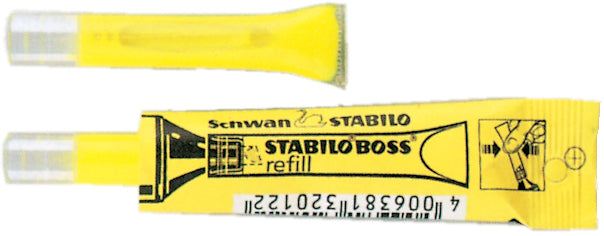 Schwan STABILO
STABILO BOSS
refill
4 006381 320122